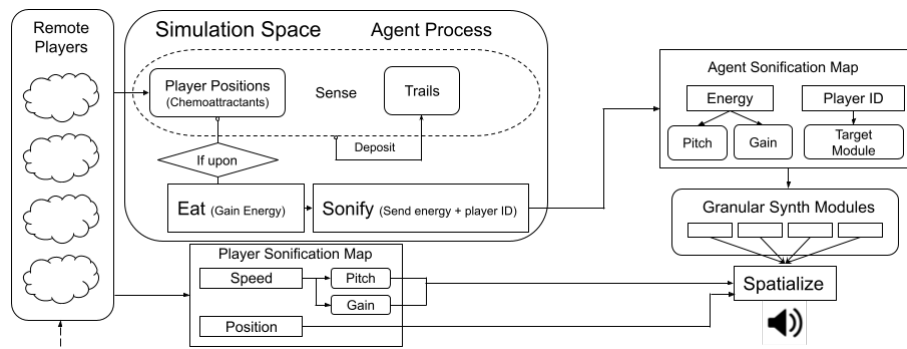 Remote
Players
Simulation Space
Agent Process
Player Positions
(Chemoattractants)
Sense
Trails
Deposit
If upon
Eat (Gain Energy)
Sonify (Send energy + player ID)
Player Sonification Map
Speed
Pitch
Gain
Position
Agent Sonification Map
Energy
Player ID
Pitch
Gain
Target
Module
Granular Synth Modules
Spatialize